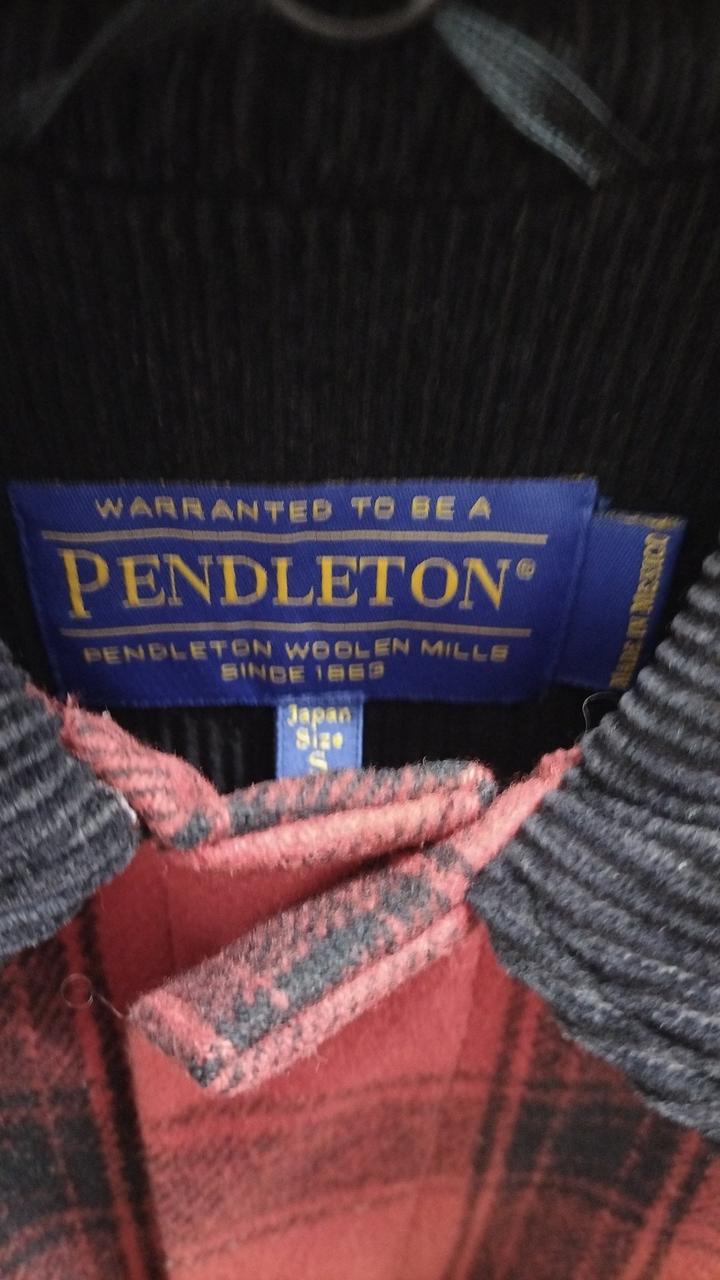 WARRANTED TO BE A
PENDLETON®
PENDLETON WOOLEN MILLS
SINCE 1863
MADE IN MEXICO
Japan
Size
S